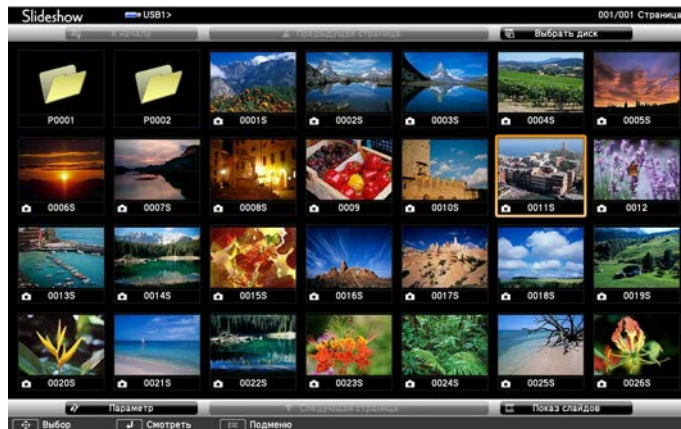 Slideshow USB1> 001/001 Страница
К началу ▲ Предыдущая страница Выбрать диск
P0001 P0002 0001S 0002S 0003S 0004S 0005S
0006S 0007S 0008S 0009 0010S 0011S 0012
0013S 0014S 0015S 0016S 0017S 0018S 0019S
0020S 0021S 0022S 0023S 0024S 0025S 0026S
Параметр ▼ Следующая страница Показ слайдов
Выбор Смотреть ESC Подменю